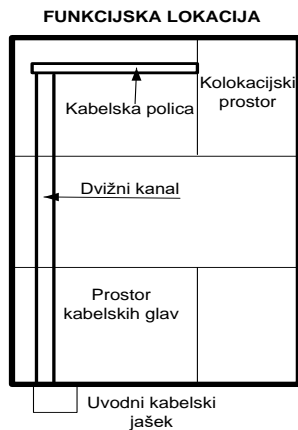 FUNKCIJSKA LOKACIJA
Kolokacijski
prostor
Kabelska polica
Dvižni kanal
Prostor
kabelskih glav
Uvodni kabelski
jašek